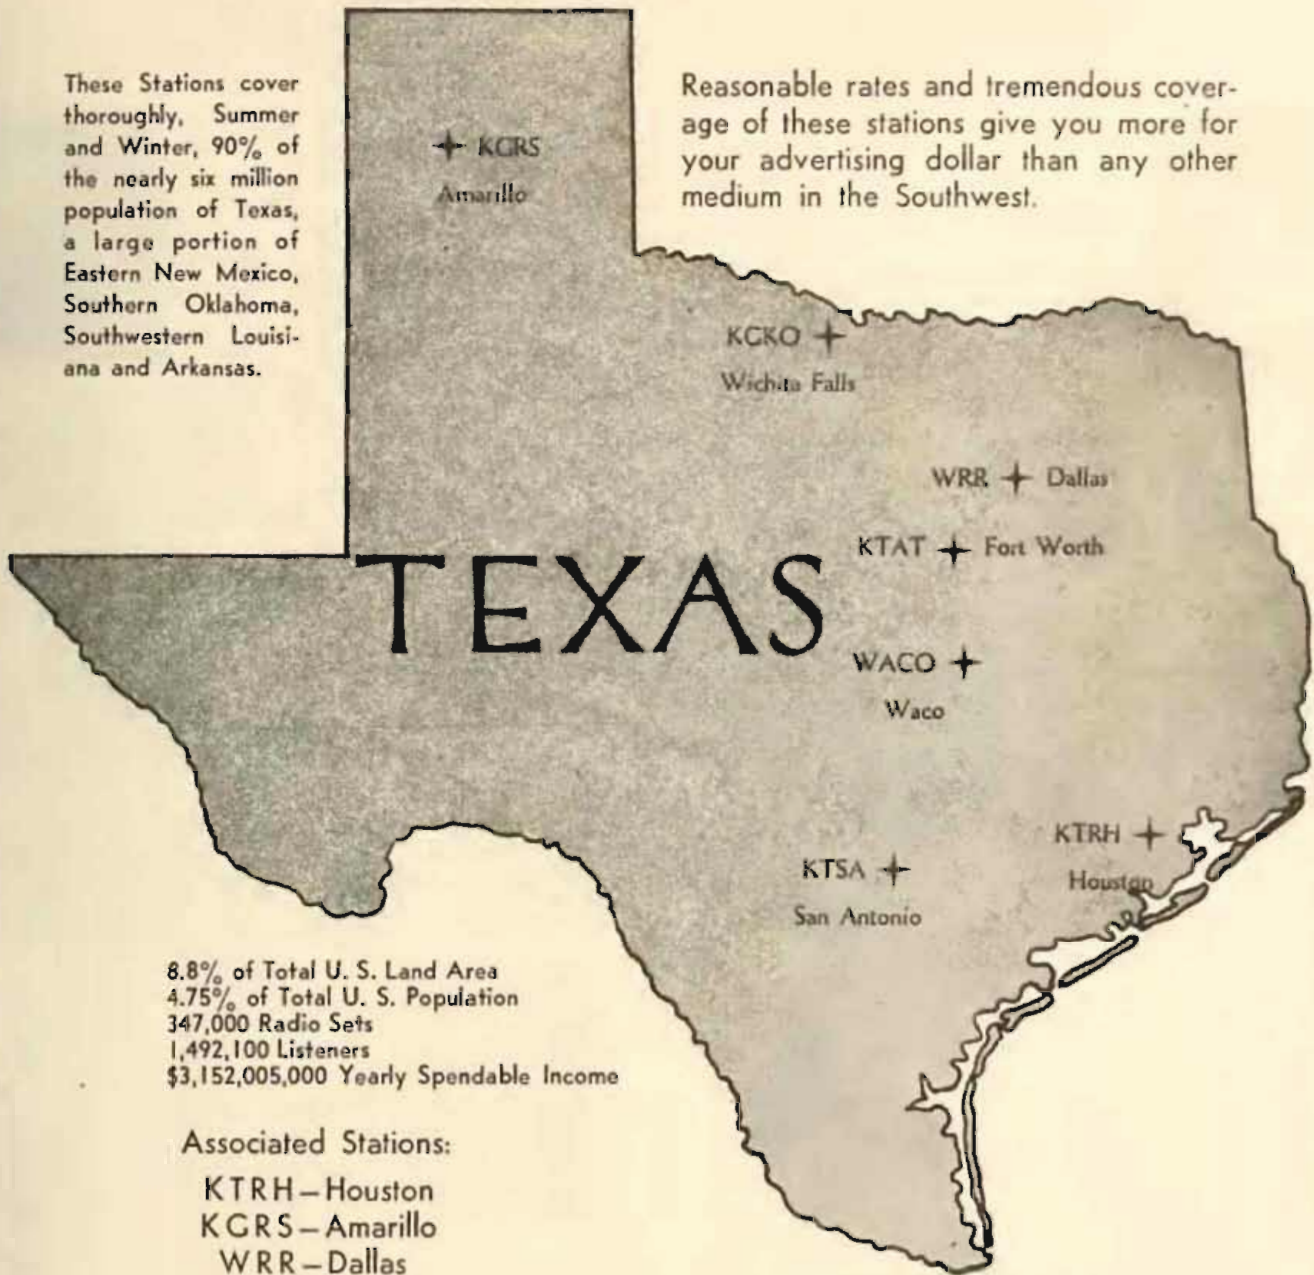 These Stations cover
thoroughly, Summer
and Winter, 90% of
the nearly six million
population of Texas,
a large portion of
Eastern New Mexico,
Southern Oklahoma,
Southwestern Louisi-
ana and Arkansas.
Reasonable rates and tremendous cover-
age of these stations give you more for
your advertising dollar than any other
medium in the Southwest.
KGRS
Amarillo
KGKO
Wichita Falls
WRR Dallas
KTAT Fort Worth
TEXAS
WACO
Waco
KTRH
Houston
KTSA
San Antonio
8.8% of Total U. S. Land Area
4.75% of Total U. S. Population
347,000 Radio Sets
1,492,100 Listeners
$3,152,005,000 Yearly Spendable Income
Associated Stations:
KTRH–Houston
KGRS–Amarillo
WRR–Dallas